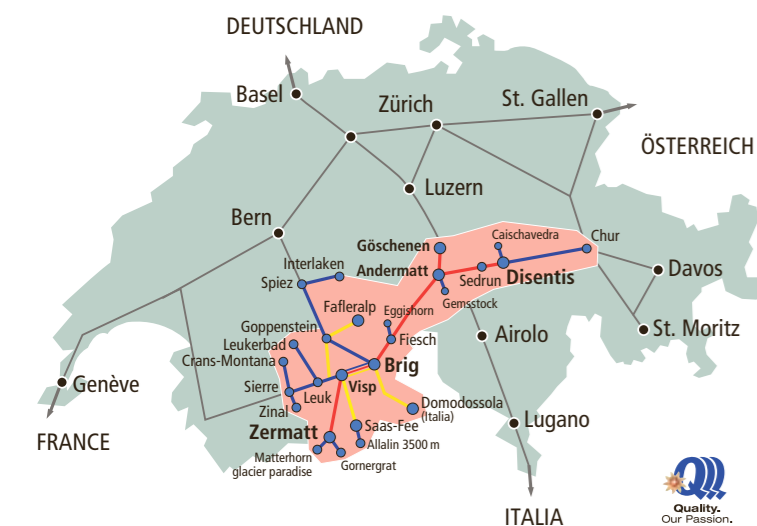 DEUTSCHLAND
Basel
Zürich
St. Gallen
ÖSTERREICH
Luzern
Bern
Göschenen
Caischavedra
Chur
Interlaken
Andermatt
Spiez
Sedrun
Disentis
Davos
Gemsstock
Fafleralp
Eggishorn
Goppenstein
Fiesch
Airolo
St. Moritz
Leukerbad
Crans-Montana
Brig
Genève
Sierre
Leuk
Visp
Zinal
Domodossola
(Italia)
Lugano
Zermatt
Saas-Fee
FRANCE
Allalin 3500 m
Matterhorn
glacier paradise
Gornergrat
ITALIA
Quality.
Our Passion.